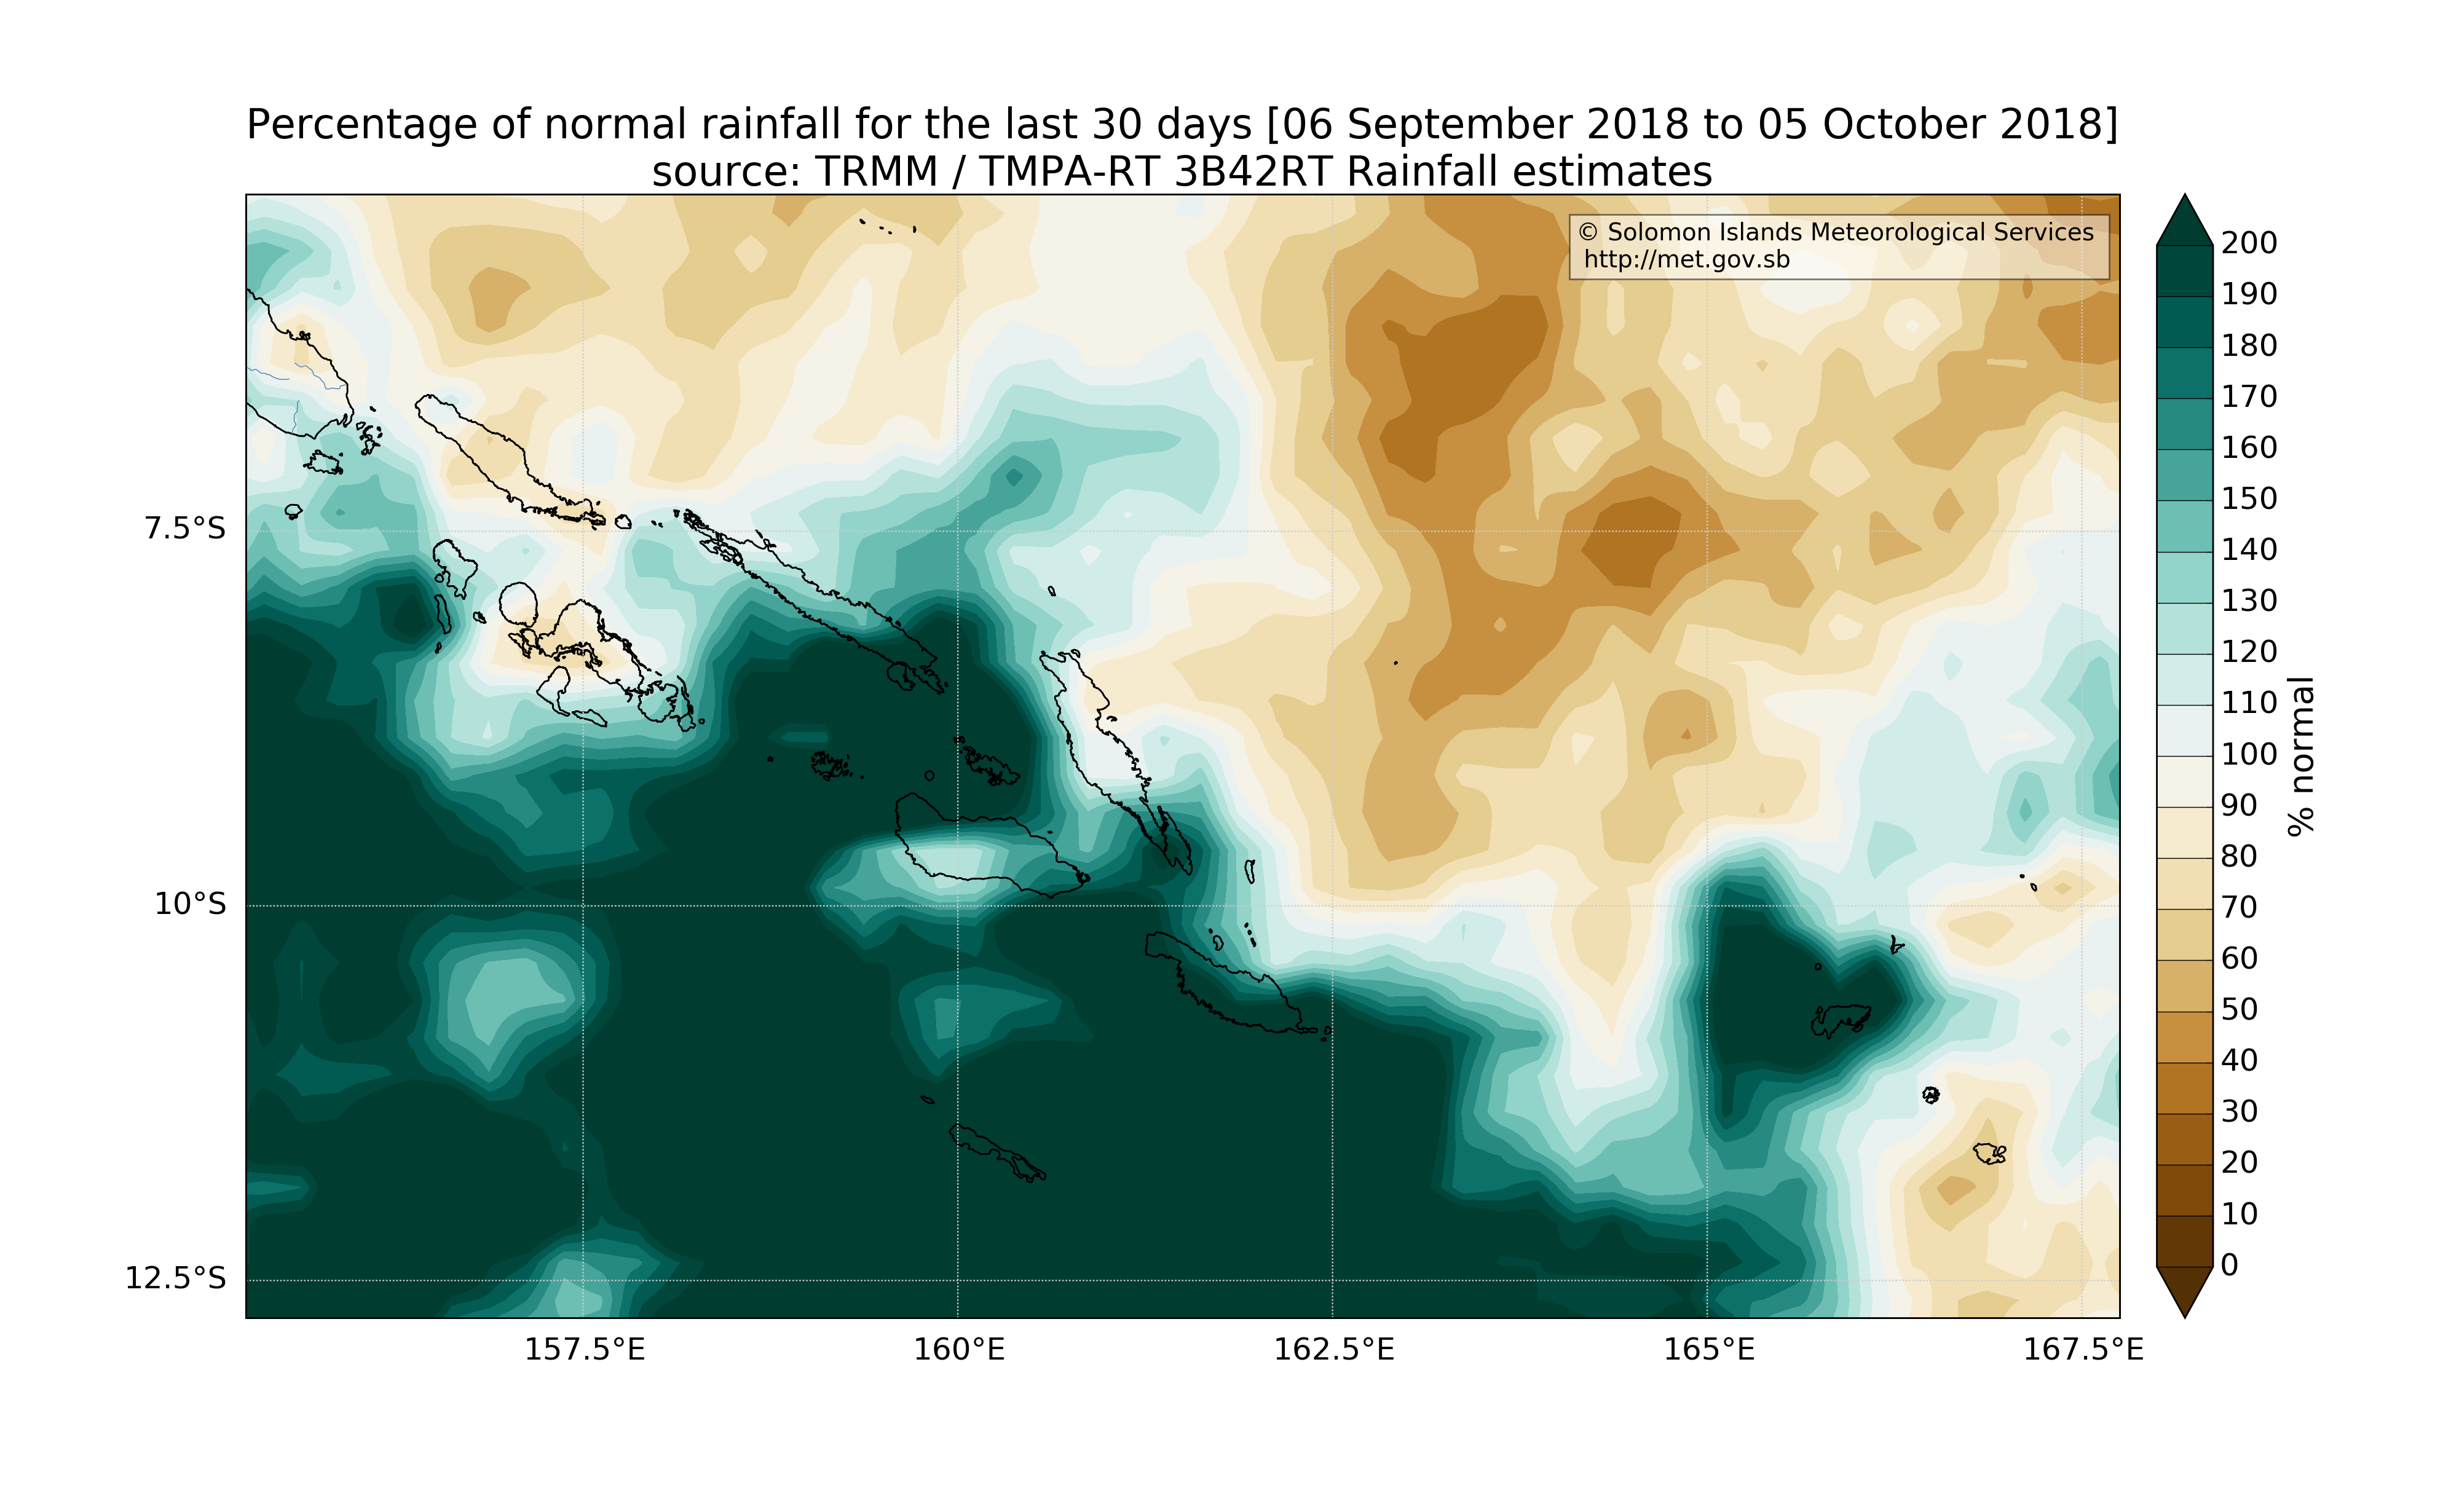 Percentage of normal rainfall for the last 30 days [06 September 2018 to 05 October 2018]
source: TRMM / TMPA-RT 3B42RT Rainfall estimates
© Solomon Islands Meteorological Services
http://met.gov.sb
7.5°S
10°S
12.5°S
157.5°E
160°E
162.5°E
165°E
167.5°E
200
190
180
170
160
150
140
130
120
110
100
90
80
70
60
50
40
30
20
10
0
% normal